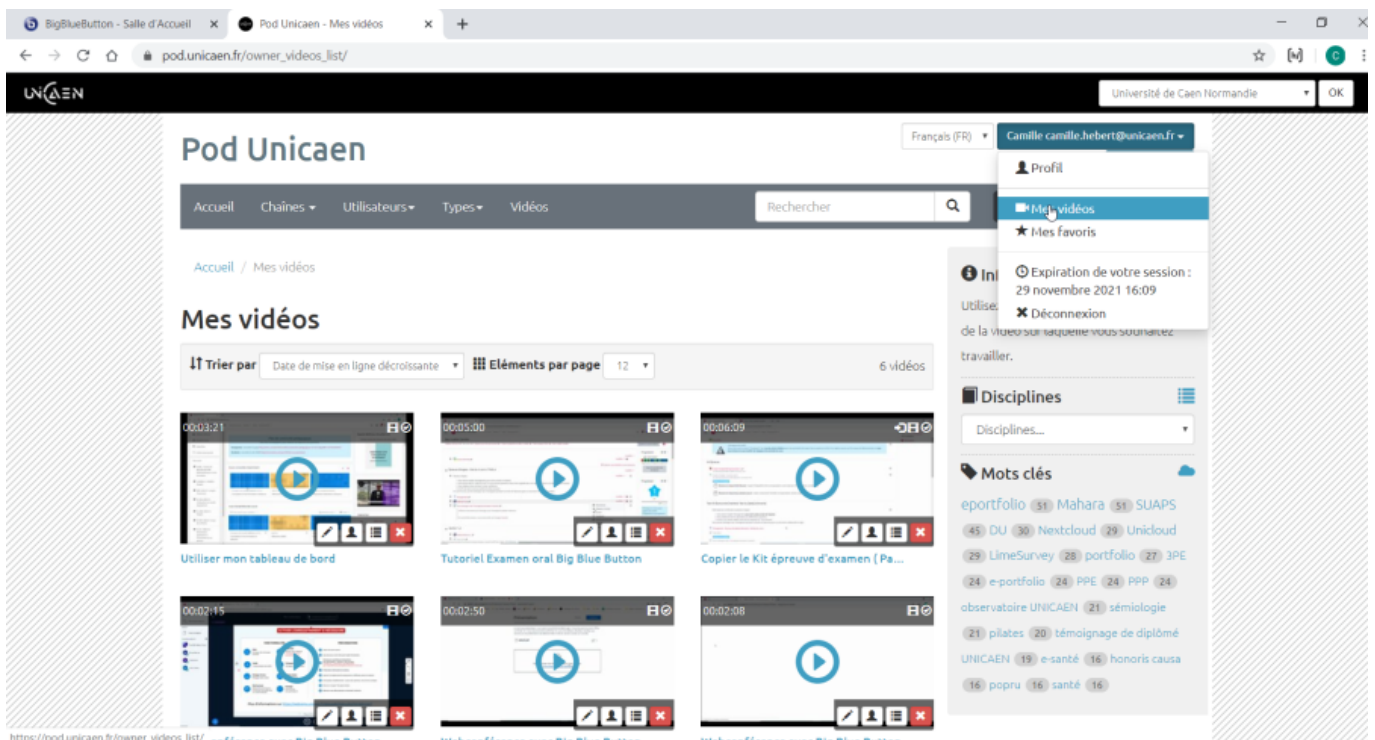 BigBlueButton - Salle d'Accueil
Pod Unicaen - Mes vidéos
pod.unicaen.fr/owner_videos_list/
C
UNICAEN
Université de Caen Normandie
OK
Pod Unicaen
Français (FR)
Camille camille.hebert@unicaen.fr
Profil
Mes vidéos
Mes favoris
Expiration de votre session :
29 novembre 2021 16:09
Déconnexion
Accueil Chaînes Utilisateurs Types Vidéos
Rechercher
Accueil / Mes vidéos
Mes vidéos
Trier par Date de mise en ligne décroissante Eléments par page 12
6 vidéos
de la vidéo sur laquelle vous souhaitez
travailler.
Disciplines
Disciplines...
Mots clés
eportfolio 51 Mahara 51 SUAPS
45 DU 30 Nextcloud 29 Unicloud
29 LimeSurvey 28 portfolio 27 3PE
24 e-portfolio 24 PPE 24 PPP 24
observatoire UNICAEN 21 sémiologie
21 pilates 20 témoignage de diplômé
UNICAEN 19 e-santé 16 honoris causa
16 popru 16 santé 16
00:03:21
Utiliser mon tableau de bord
00:05:00
Tutoriel Examen oral Big Blue Button
00:06:09
Copier le Kit épreuve d'examen ( Pa...
00:02:15
00:02:50
00:02:08
https://pod.unicaen.fr/owner_videos_list/